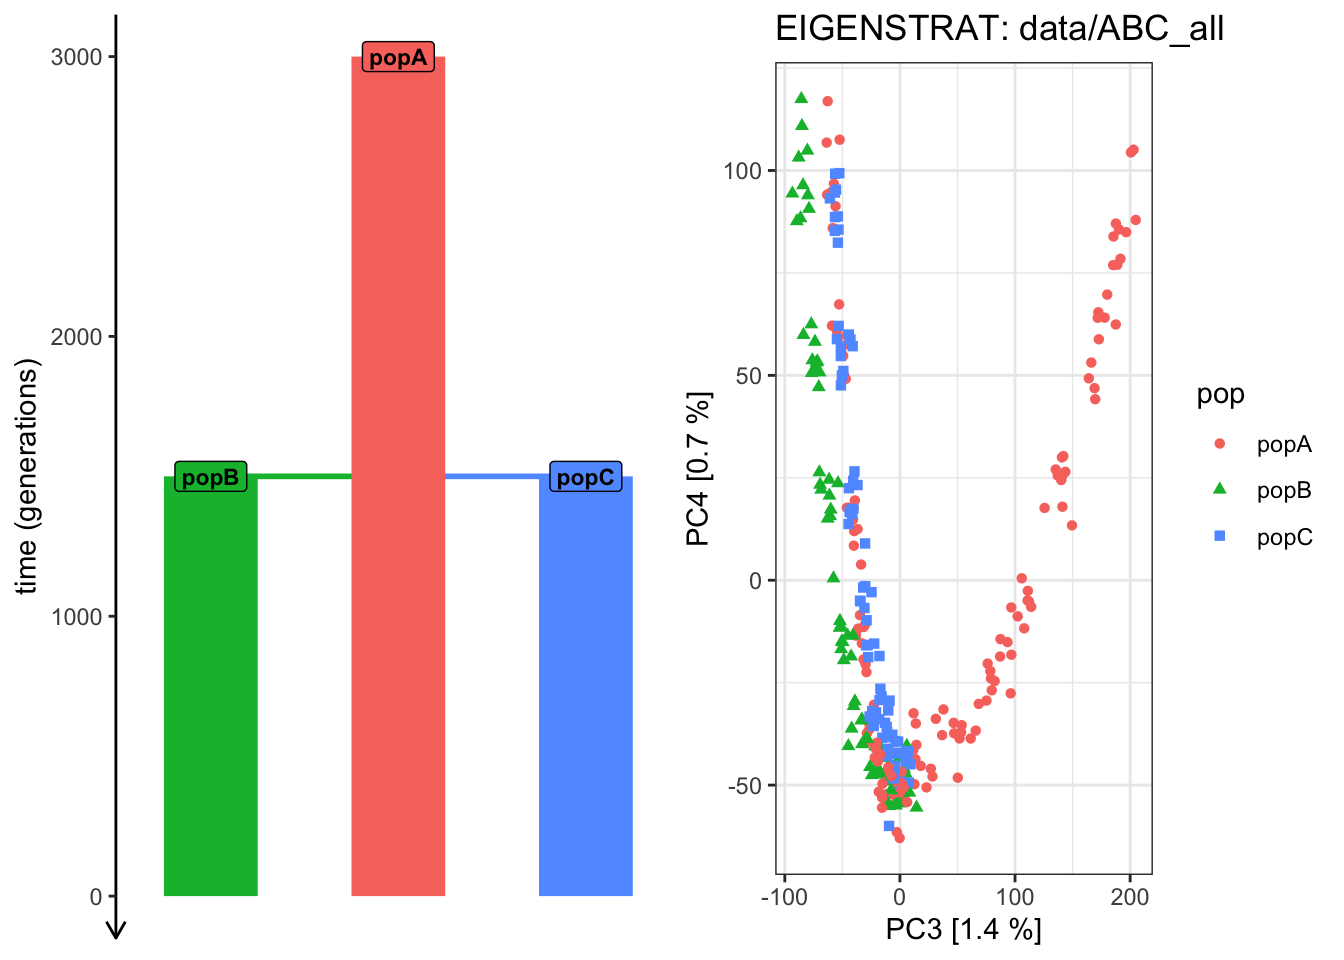 time (generations)
3000
2000
1000
0
popA
popB
popC
EIGENSTRAT: data/ABC_all
PC4 [0.7 %]
100
50
0
-50
-100
0
100
200
PC3 [1.4 %]
pop
popA
popB
popC